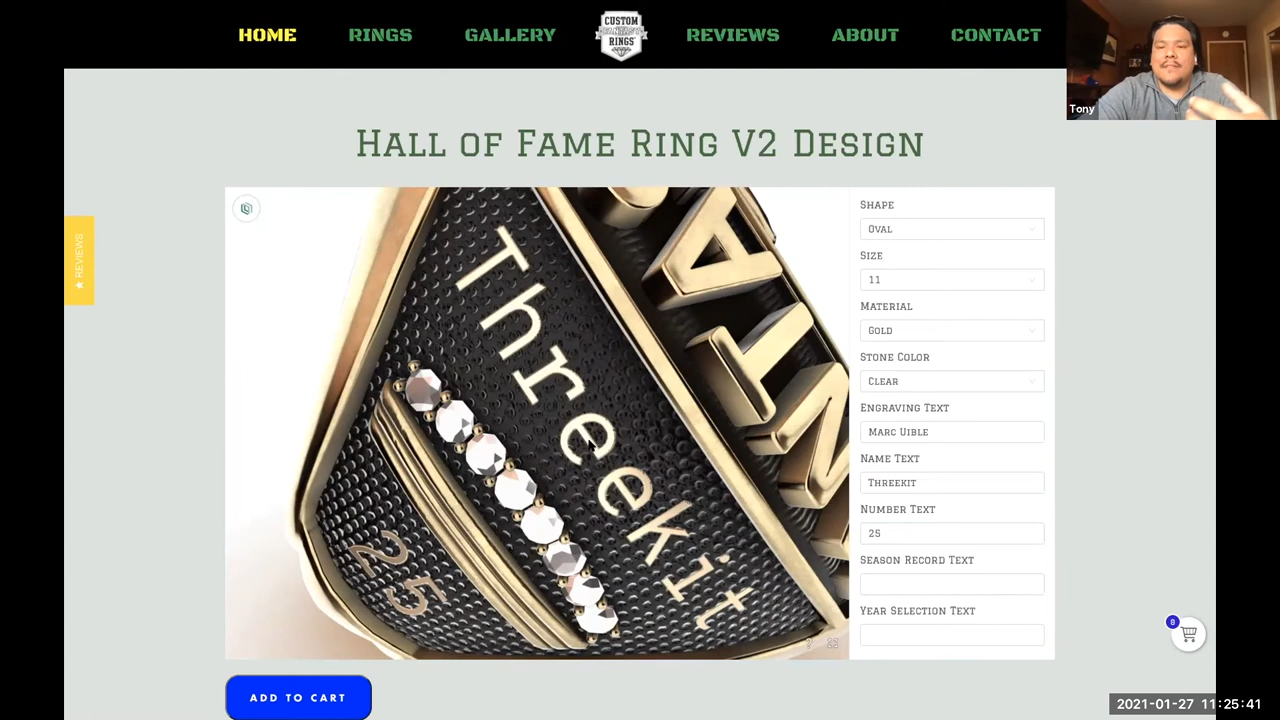 HOME RINGS GALLERY
CUSTOM
RINGS
REVIEWS ABOUT CONTACT
Tony
Hall of Fame Ring V2 Design
★ REVIEWS
Threekit
25
Shape
Oval
Size
11
Material
Gold
Stone Color
Clear
Engraving Text
Marc Uible
Name Text
Threekit
Number Text
25
Season Record Text
Year Selection Text
0
ADD TO CART
2021-01-27 11:25:41